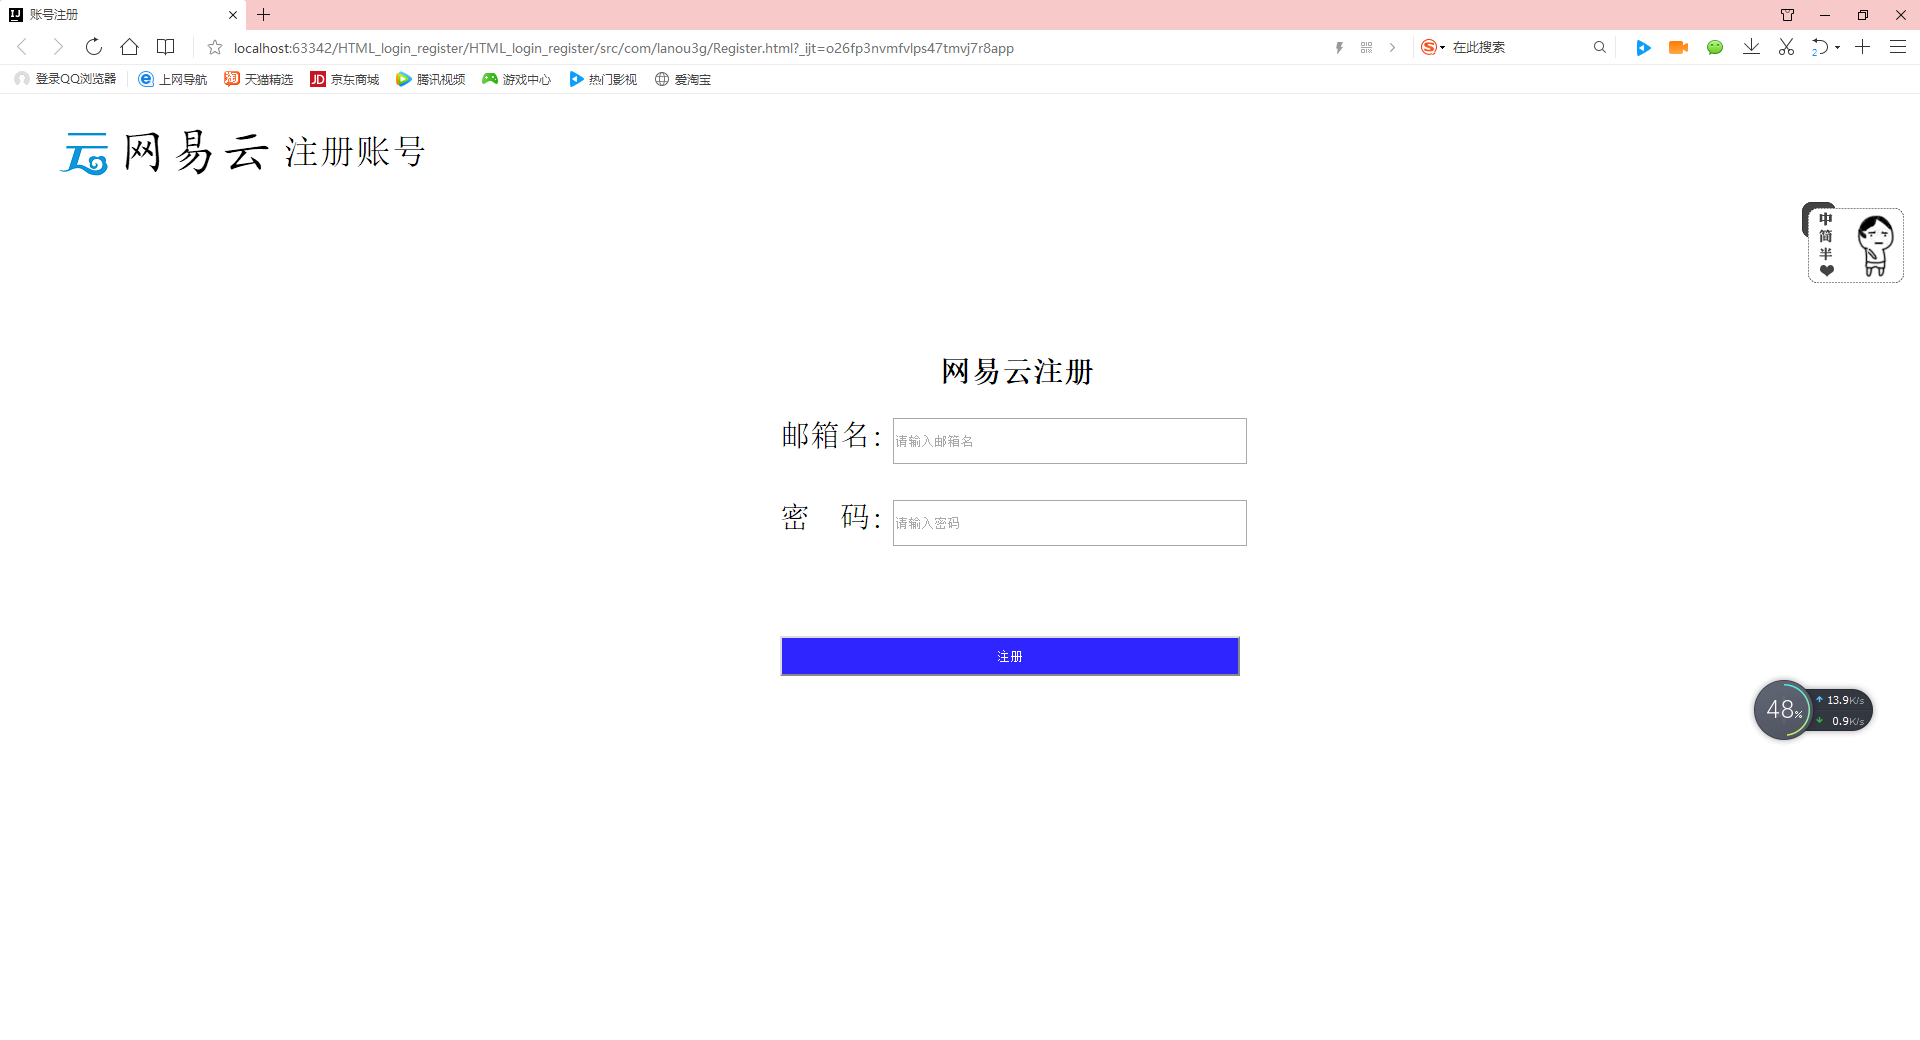 账号注册
localhost:63342/HTML_login_register/HTML_login_register/src/com/lanou3g/Register.html?_ijt=o26fp3nvmfvlps47tmvj7r8app
在此搜索
2
登录QQ浏览器 上网导航 淘 天猫精选 JD 京东商城 腾讯视频 游戏中心 热门影视 爱淘宝
云 网易云 注册账号
中
简
半
网易云注册
邮箱名: 请输入邮箱名
密 码: 请输入密码
注册
48% 13.9K/s
0.9K/s